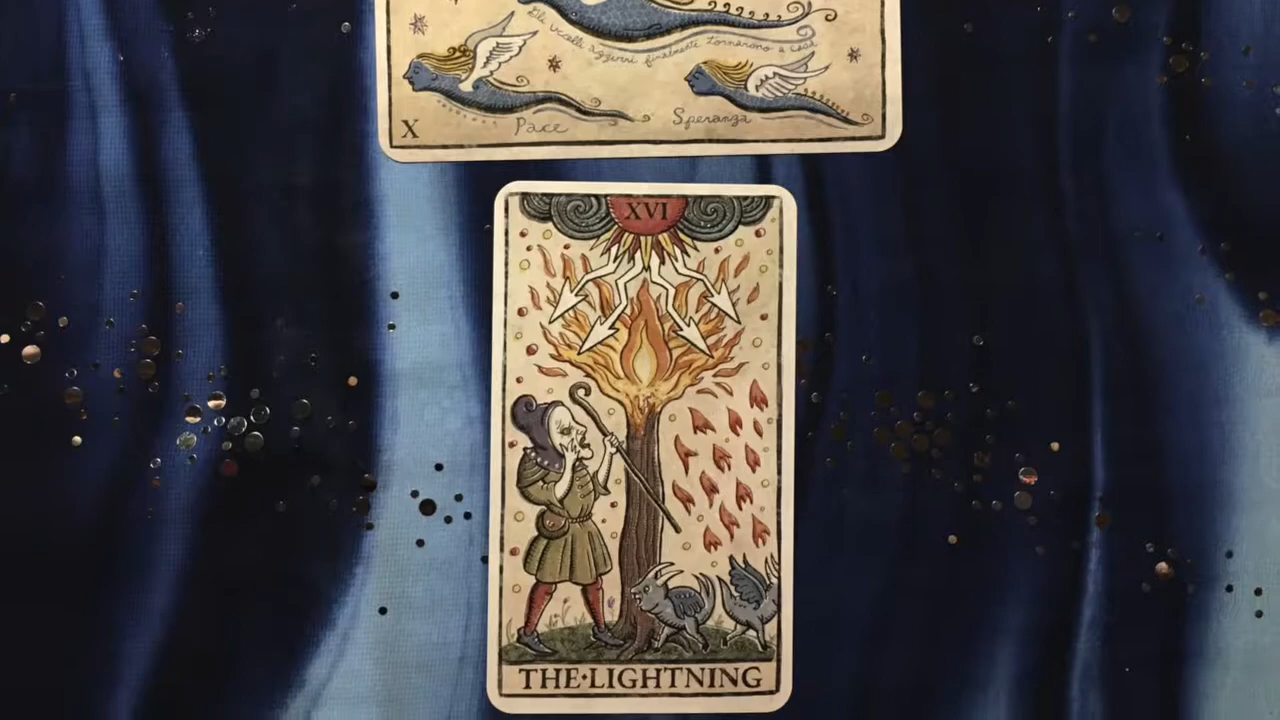 Gli uccelli azzurri finalmente tornarono a casa
X
Pace
Speranza
XVI
THE·LIGHTNING